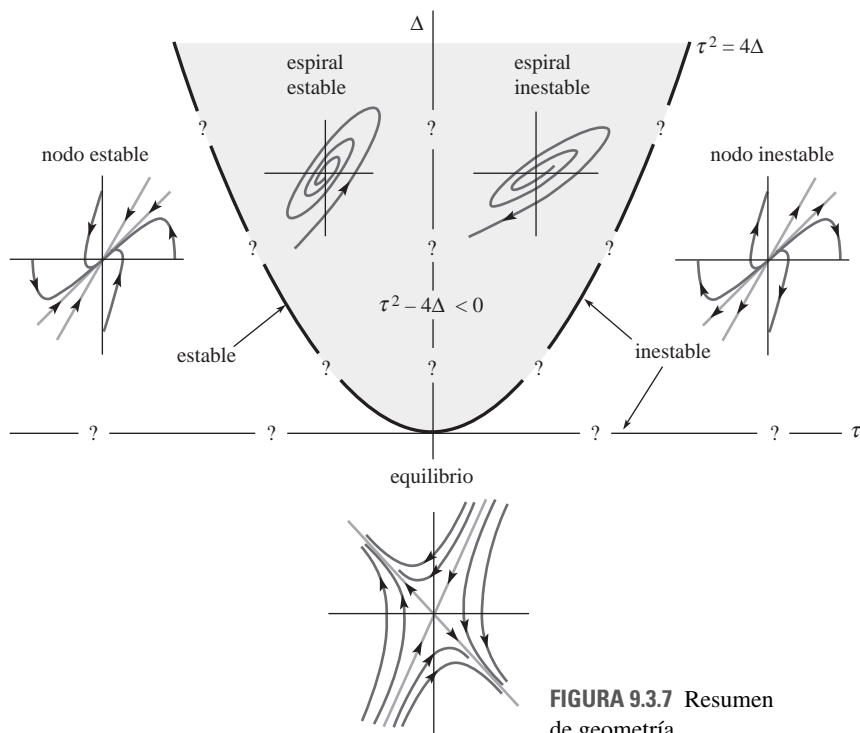 Δ
τ² = 4Δ
espiral
estable
espiral
inestable
?
?
?
nodo estable
nodo inestable
?
?
?
τ² – 4Δ < 0
estable
inestable
?
?
?
?
?
?
?
τ
equilibrio
FIGURA 9.3.7 Resumen
de geometría